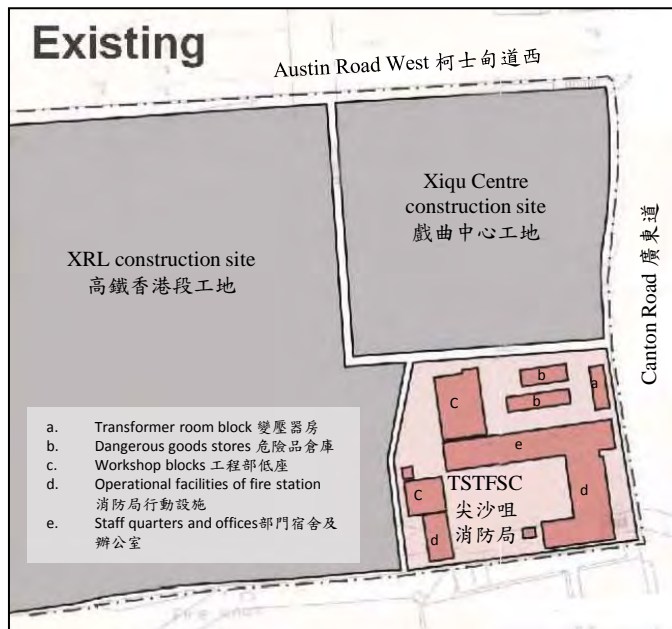 Existing
Austin Road West 柯士甸道西
Xiqu Centre
construction site
戲曲中心工地
XRL construction site
高鐵香港段工地
Canton Road 廣東道
a. Transformer room block 變壓器房
b. Dangerous goods stores 危險品倉庫
c. Workshop blocks 工程部低座
d. Operational facilities of fire station
消防局行動設施
e. Staff quarters and offices部門宿舍及
辦公室
b
a
C
b
e
TSTFSC
尖沙咀
消防局
C
d
d